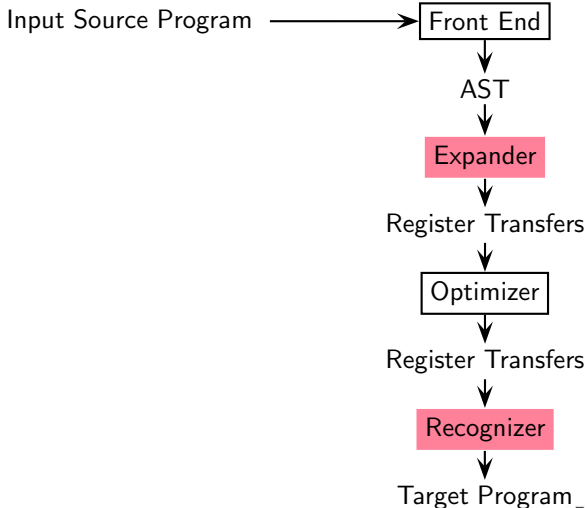 Input Source Program
Front End
AST
Expander
Register Transfers
Optimizer
Register Transfers
Recognizer
Target Program